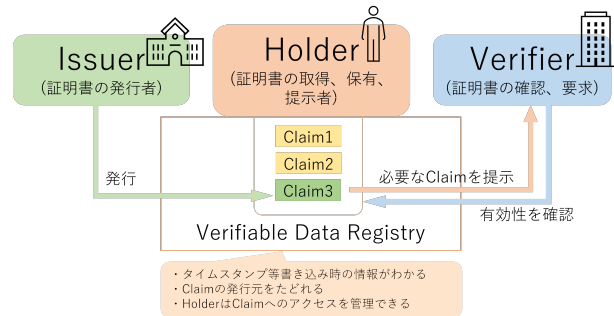 Issuer
(証明書の発行者)
Holder
(証明書の取得、保有、
提示者)
Verifier
(証明書の確認、要求)
Claim1
Claim2
Claim3
発行
必要なClaimを提示
有効性を確認
Verifiable Data Registry
・タイムスタンプ等書き込み時の情報がわかる
・Claimの発行元をたどれる
・HolderはClaimへのアクセスを管理できる